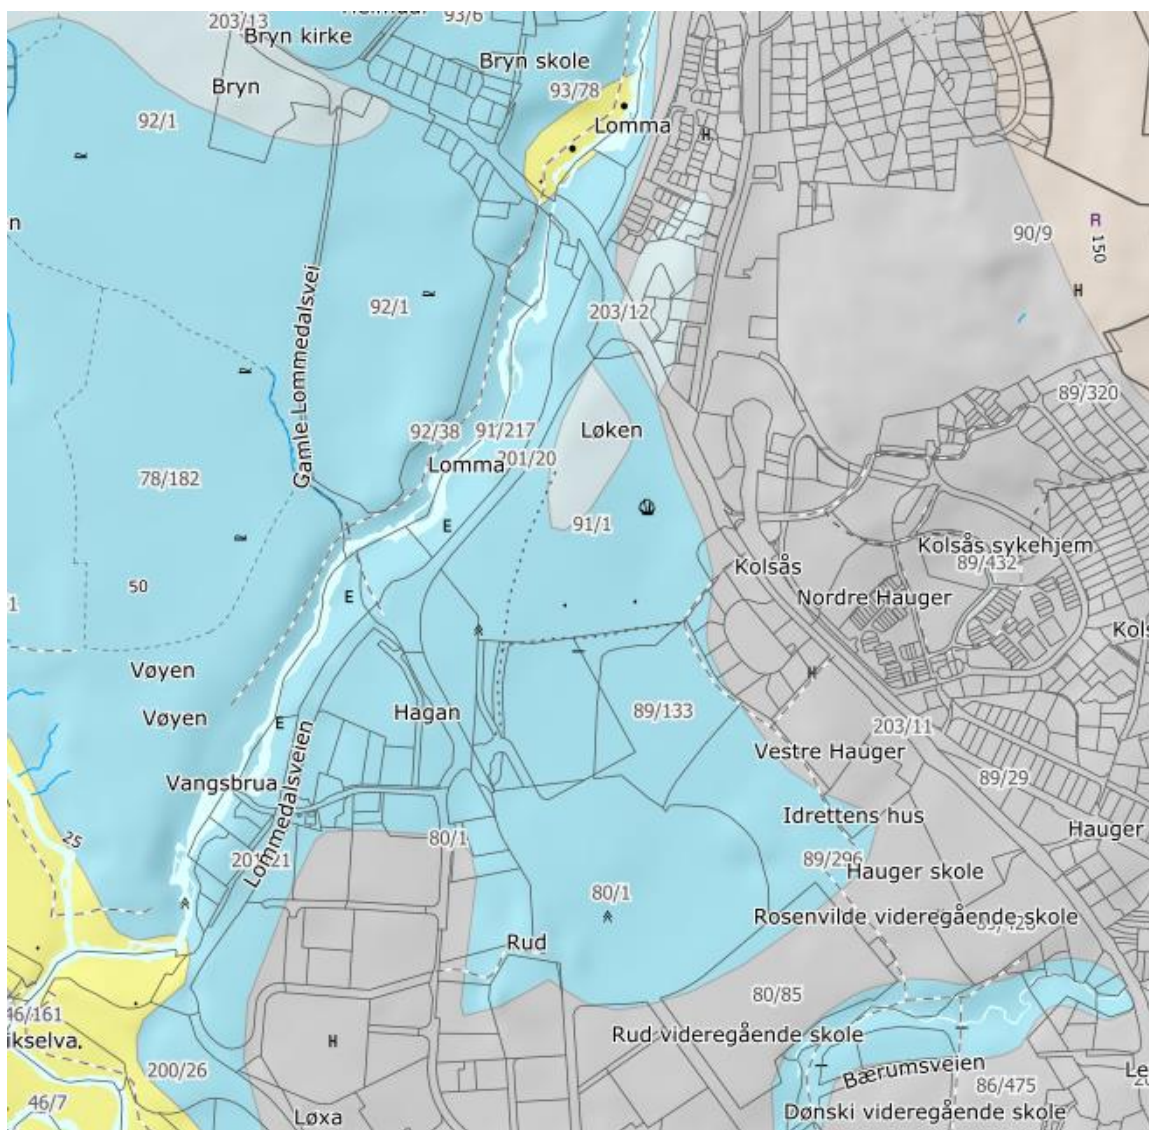 203/13
93/6
Bryn kirke
Bryn skole
Bryn
93/78
92/1
Lomma
H
R
150
n
90/9
H
92/1
203/12
Gamle Lommedalsvei
89/320
92/38
91/217
Løken
Lomma
201/20
78/182
91/1
E
Kolsås sykehjem
89/432
Kolsås
50
E
Nordre Hauger
1
Kols
Vøyen
H
Vøyen
E
Hagan
89/133
203/11
Vestre Hauger
Vangsbrua
89/29
Lommedalsveien
Idrettens hus
25
80/1
Hauger
201/21
89/296
Hauger skole
80/1
Rosenvilde videregående skole
Rud
80/85
46/161
ikselva.
H
Rud videregående skole
200/26
Bærumsveien
Le
86/475
46/7
Løxa
Dønski videregående skole